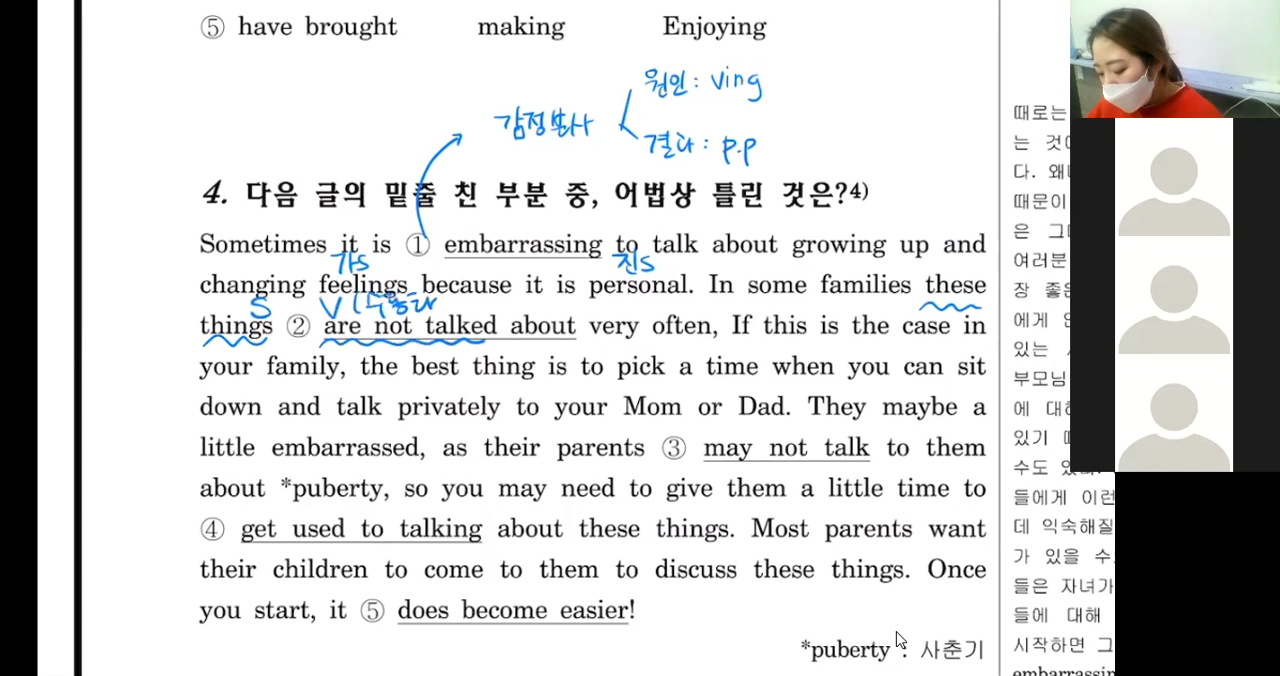 ⑤ have brought making Enjoying
원인 : ving
감정동사
결과 : p.p
4. 다음 글의 밑줄 친 부분 중, 어법상 틀린 것은?4)
Sometimes it is ① embarrassing to talk about growing up and
가S 진S
changing feelings because it is personal. In some families these
S V (수동태
things ② are not talked about very often, If this is the case in
your family, the best thing is to pick a time when you can sit
down and talk privately to your Mom or Dad. They maybe a
little embarrassed, as their parents ③ may not talk to them
about *puberty, so you may need to give them a little time to
④ get used to talking about these things. Most parents want
their children to come to them to discuss these things. Once
you start, it ⑤ does become easier!
*puberty : 사춘기
때로는
는 것
다. 왜
때문이
은 그
여러분
장 좋은
에게
있는
부모님
에 대해
있기
수도
들에게 이런
데 익숙해질
가 있을 수
들은 자녀가
들에 대해
시작하면 그
embarrassin